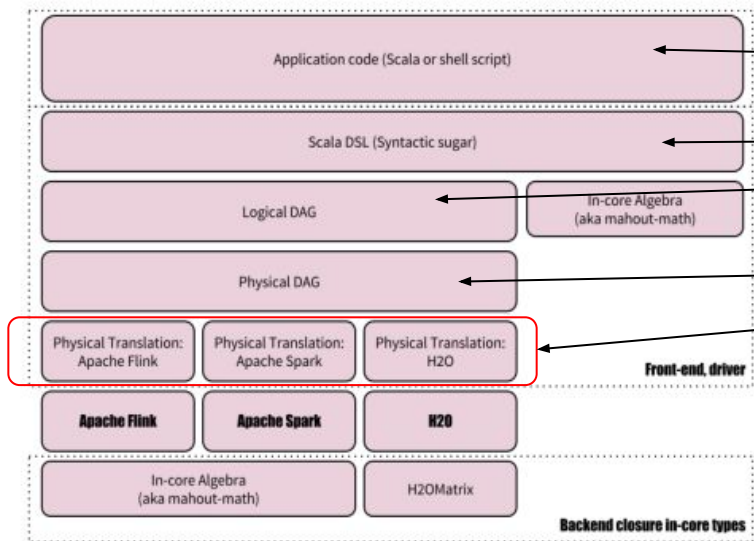 Application code (Scala or shell script)
Scala DSL (Syntactic sugar)
Logical DAG
In-core Algebra
(aka mahout-math)
Physical DAG
Physical Translation:
Apache Flink
Physical Translation:
Apache Spark
Physical Translation:
H2O
Front-end, driver
Apache Flink
Apache Spark
H2O
In-core Algebra
(aka mahout-math)
H2OMatrix
Backend closure in-core types